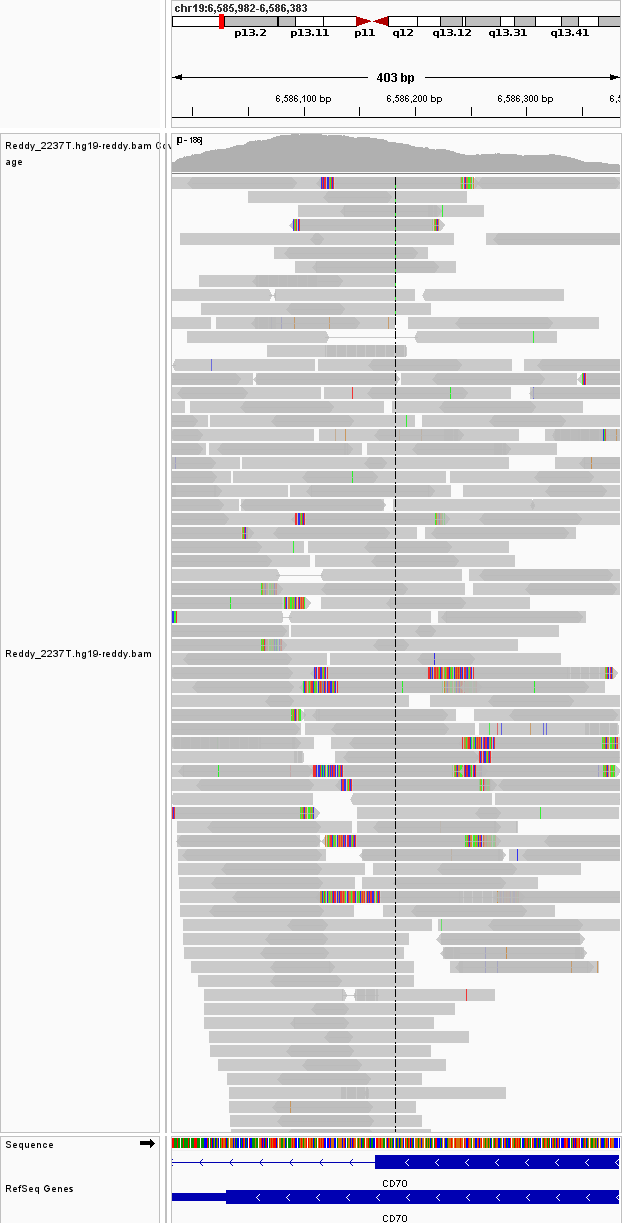 chr19:6,585,982-6,586,383
p13.2 p13.11 p11 q12 q13.12 q13.31 q13.41
403 bp
6,586,100 bp 6,586,200 bp 6,586,300 bp 6,5
Reddy_2237T.hg19-reddy.bam Cov
age
[0 - 186]
Reddy_2237T.hg19-reddy.bam
Sequence
RefSeq Genes
CD70
CD70